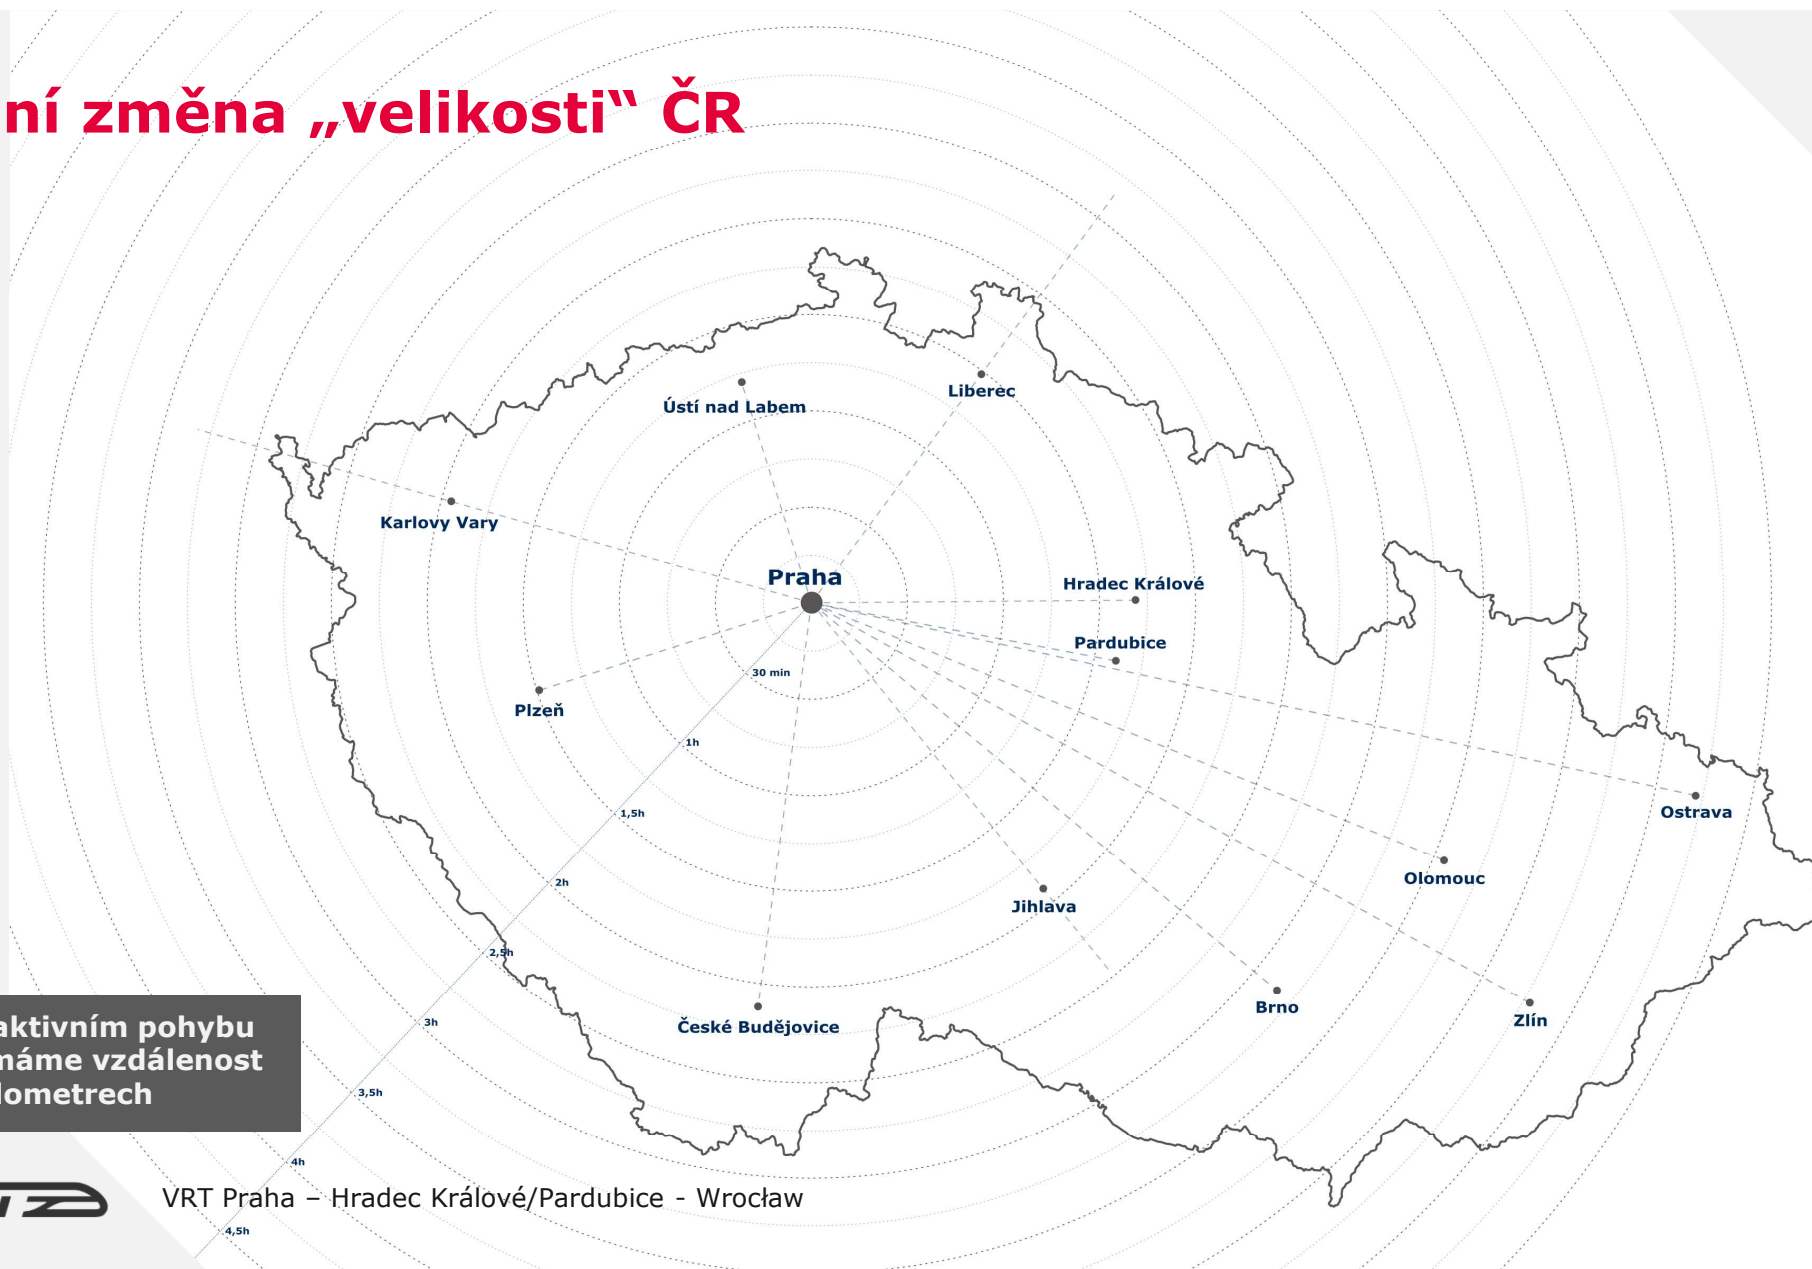 ní změna „velikosti“ ČR
Ústí nad Labem
Liberec
Karlovy Vary
Praha
Hradec Králové
Pardubice
30 min
Plzeň
1h
Ostrava
1,5h
Olomouc
2h
Jihlava
2,5h
Brno
Zlín
České Budějovice
3h
aktivním pohybu
máme vzdálenost
lometrech
3,5h
4h
VRT Praha – Hradec Králové/Pardubice - Wrocław
4,5h